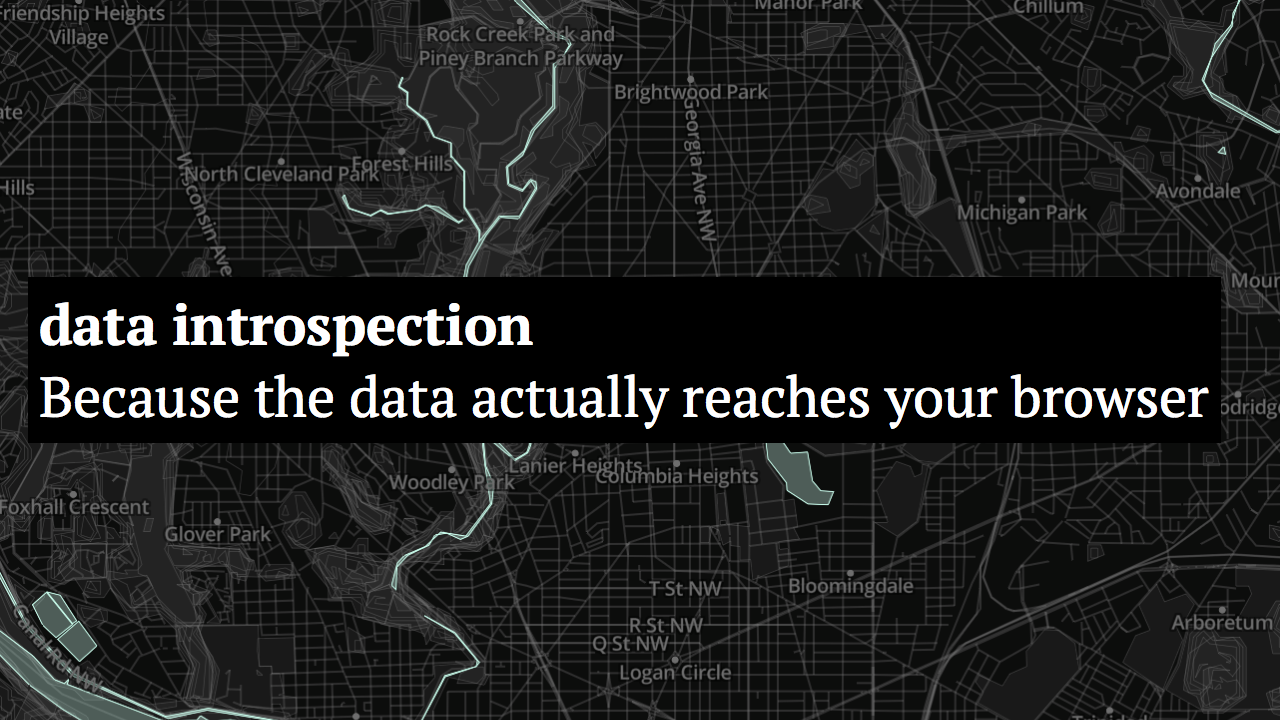 Friendship Heights
Village
Rock Creek Park and
Piney Branch Parkway
Manor Park
Chillum
Brightwood Park
Georgia Ave NW
Wisconsin Ave
North Cleveland Park
Forest Hills
Hills
Avondale
Michigan Park
data introspection
Because the data actually reaches your browser
Lanier Heights
Columbia Heights
Woodley Park
Foxhall Crescent
Glover Park
T St NW
Bloomingdale
R St NW
Q St NW
Logan Circle
Arboretum
Canal Rd NW